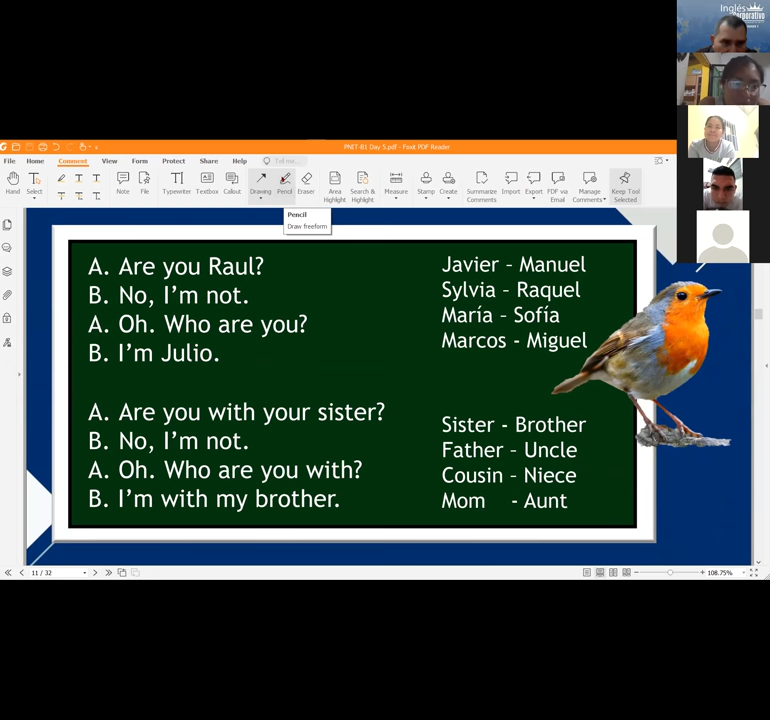 Inglés
Corporativo
PNIT-B1 Day 5.pdf - Foxit PDF Reader
File Home Comment View Form Protect Share Help Tell me...
Hand Select Note File Typewriter Textbox Callout Drawing Pencil Eraser Area Highlight Search & Highlight Measure Stamp Create Summarize Comments Import Export PDF via Email Manage Comments Keep Tool Selected
Pencil
Draw freeform
A. Are you Raul?
B. No, I’m not.
A. Oh. Who are you?
B. I’m Julio.
Javier – Manuel
Sylvia – Raquel
María – Sofía
Marcos - Miguel
A. Are you with your sister?
B. No, I’m not.
A. Oh. Who are you with?
B. I’m with my brother.
Sister - Brother
Father – Uncle
Cousin – Niece
Mom - Aunt
11 / 32
108.75%